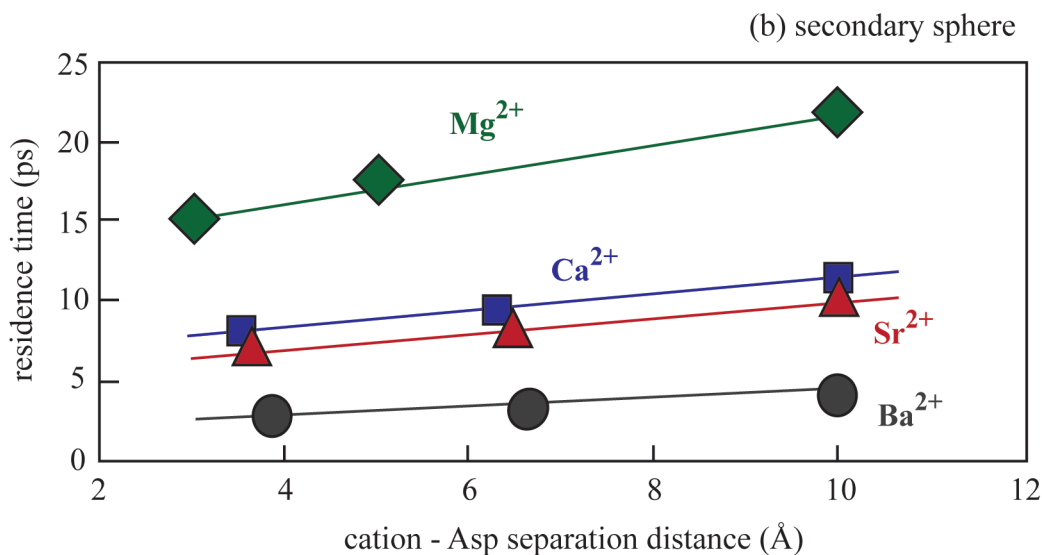 (b) secondary sphere
25
20
15
10
5
0
residence time (ps)
Mg²⁺
Ca²⁺
Sr²⁺
Ba²⁺
2 4 6 8 10 12
cation - Asp separation distance (Å)